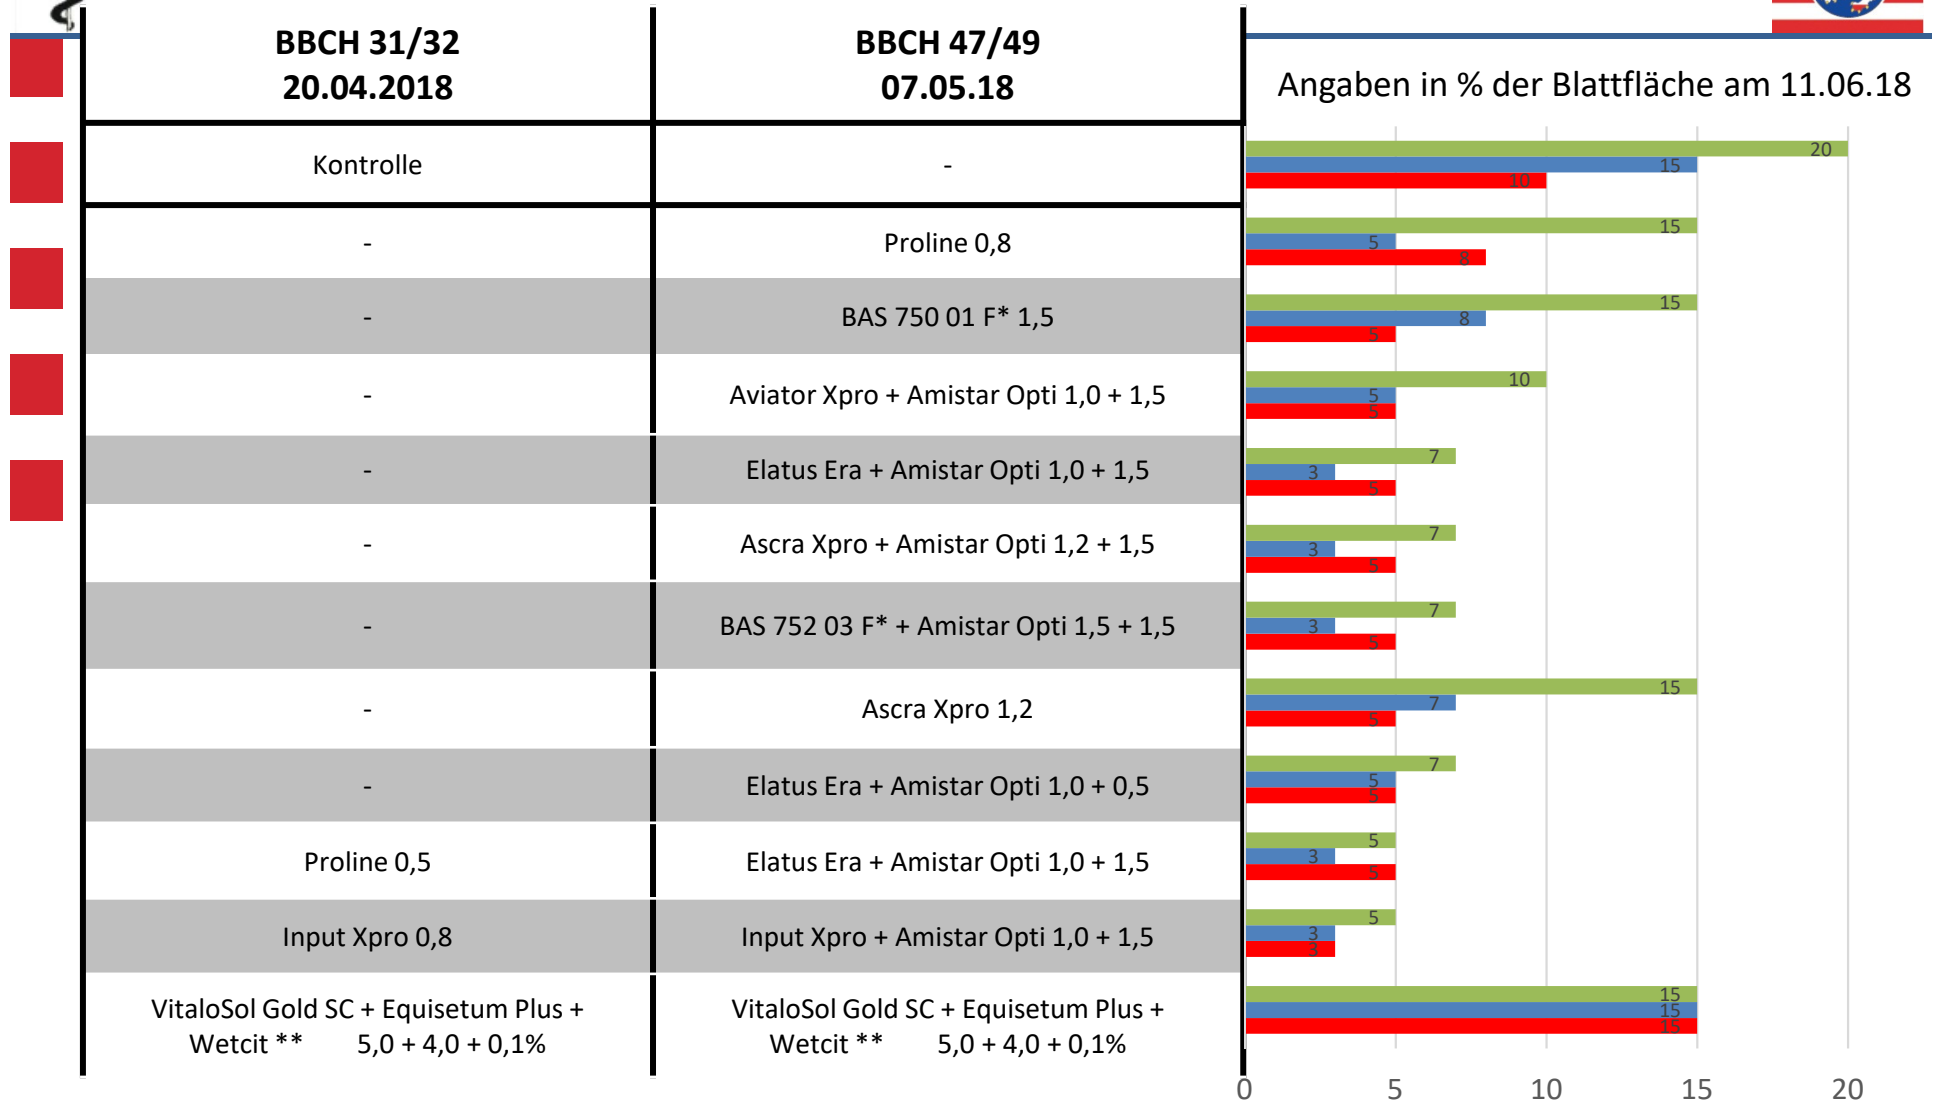 BBCH 31/32
20.04.2018
BBCH 47/49
07.05.18
Angaben in % der Blattfläche am 11.06.18
Kontrolle
-
20
15
10
-
Proline 0,8
15
5
8
-
BAS 750 01 F* 1,5
15
8
5
-
Aviator Xpro + Amistar Opti 1,0 + 1,5
10
5
5
-
Elatus Era + Amistar Opti 1,0 + 1,5
7
3
5
-
Ascra Xpro + Amistar Opti 1,2 + 1,5
7
3
5
-
BAS 752 03 F* + Amistar Opti 1,5 + 1,5
7
3
5
-
Ascra Xpro 1,2
15
7
5
-
Elatus Era + Amistar Opti 1,0 + 0,5
7
5
5
Proline 0,5
Elatus Era + Amistar Opti 1,0 + 1,5
5
3
5
Input Xpro 0,8
Input Xpro + Amistar Opti 1,0 + 1,5
5
3
3
VitaloSol Gold SC + Equisetum Plus +
Wetcit ** 5,0 + 4,0 + 0,1%
VitaloSol Gold SC + Equisetum Plus +
Wetcit ** 5,0 + 4,0 + 0,1%
15
15
15
0 5 10 15 20